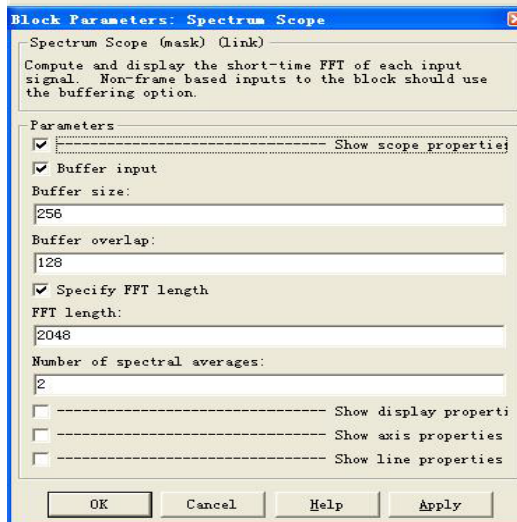 Block Parameters: Spectrum Scope
Spectrum Scope (mask) (link)
Compute and display the short-time FFT of each input
signal.  Non-frame based inputs to the block should use
the buffering option.
Parameters
-------------------------------- Show scope properties
Buffer input
Buffer size:
256
Buffer overlap:
128
Specify FFT length
FFT length:
2048
Number of spectral averages:
2
-------------------------------- Show display properti
-------------------------------- Show axis properties
-------------------------------- Show line properties
OK Cancel Help Apply